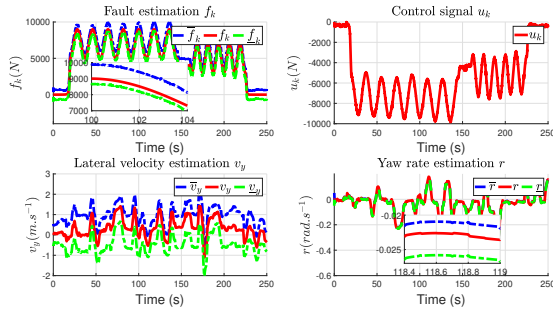 Fault estimation f_k
Control signal u_k
10000
5000
0
f_k(N)
f̅_k f_k f̲_k
10000
9000
8000
7000
100 102 104
0 50 100 150 200 250
Time (s)
0
-2000
-4000
-6000
-8000
-10000
u_k(N)
u_k
0 50 100 150 200 250
Time (s)
Lateral velocity estimation v_y
Yaw rate estimation r
3
2
1
0
-1
-2
v_y(m.s⁻¹)
v̅_y v_y v̲_y
0 50 100 150 200 250
Time (s)
0.2
0
-0.2
-0.4
-0.6
r(rad.s⁻¹)
r̅ r r̲
-0.02
-0.025
118.4 118.6 118.8 119
0 50 100 150 200 250
Time (s)